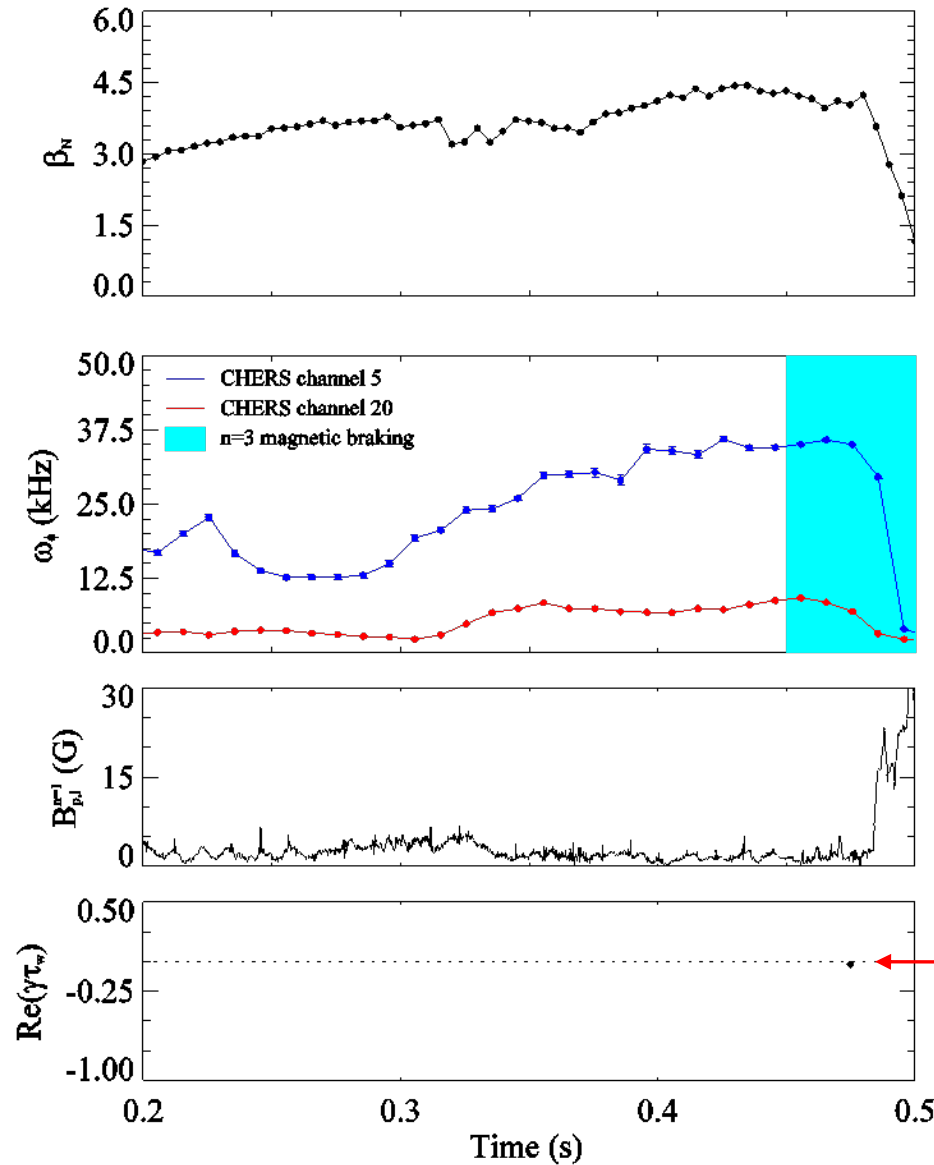 6.0
4.5
3.0
1.5
0.0
βN
50.0
37.5
25.0
12.5
0.0
ωϕ (kHz)
CHERS channel 5
CHERS channel 20
n=3 magnetic braking
30
15
0
Bp,1n=1 (G)
0.50
-0.25
-1.00
Re(γτw)
0.2 0.3 0.4 0.5
Time (s)